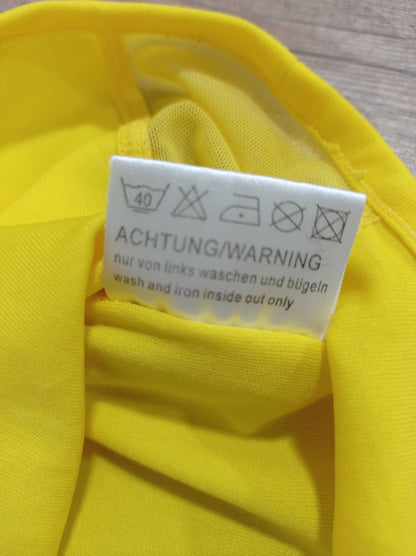 40
ACHTUNG/WARNING
nur von links waschen und bügeln
wash and iron inside out only